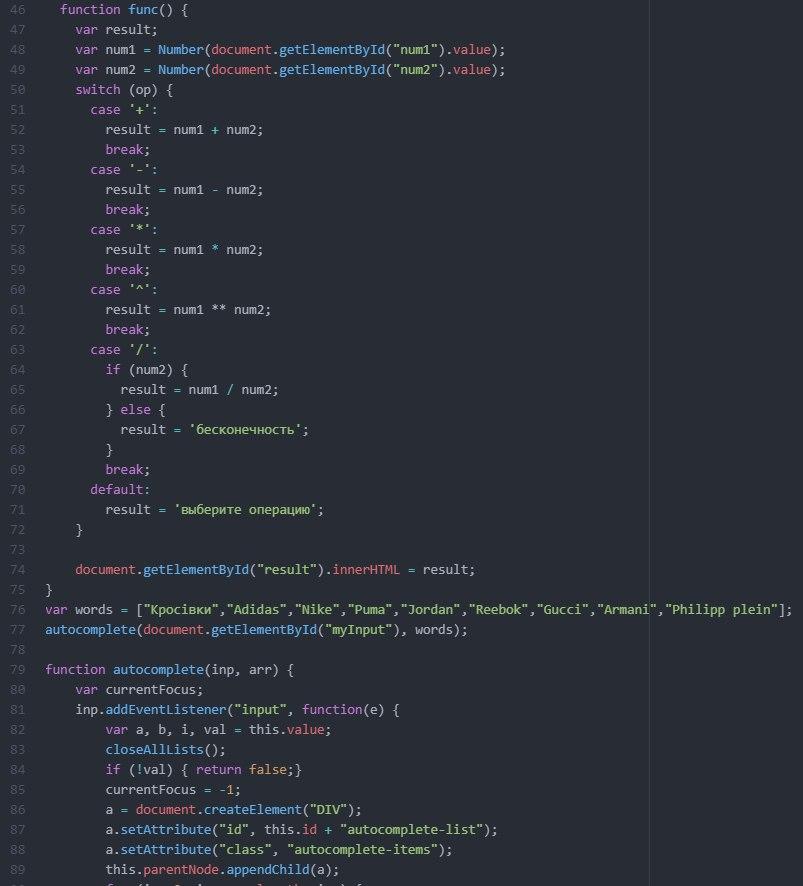 46 function func() {
47 var result;
48 var num1 = Number(document.getElementById("num1").value);
49 var num2 = Number(document.getElementById("num2").value);
50 switch (op) {
51 case '+':
52 result = num1 + num2;
53 break;
54 case '-':
55 result = num1 - num2;
56 break;
57 case '*':
58 result = num1 * num2;
59 break;
60 case '^':
61 result = num1 ** num2;
62 break;
63 case '/':
64 if (num2) {
65 result = num1 / num2;
66 } else {
67 result = 'бесконечность';
68 }
69 break;
70 default:
71 result = 'выберите операцию';
72 }
73
74 document.getElementById("result").innerHTML = result;
75 }
76 var words = ["Кросівки","Adidas","Nike","Puma","Jordan","Reebok","Gucci","Armani","Philipp plein"];
77 autocomplete(document.getElementById("myInput"), words);
78
79 function autocomplete(inp, arr) {
80 var currentFocus;
81 inp.addEventListener("input", function(e) {
82 var a, b, i, val = this.value;
83 closeAllLists();
84 if (!val) { return false;}
85 currentFocus = -1;
86 a = document.createElement("DIV");
87 a.setAttribute("id", this.id + "autocomplete-list");
88 a.setAttribute("class", "autocomplete-items");
89 this.parentNode.appendChild(a);